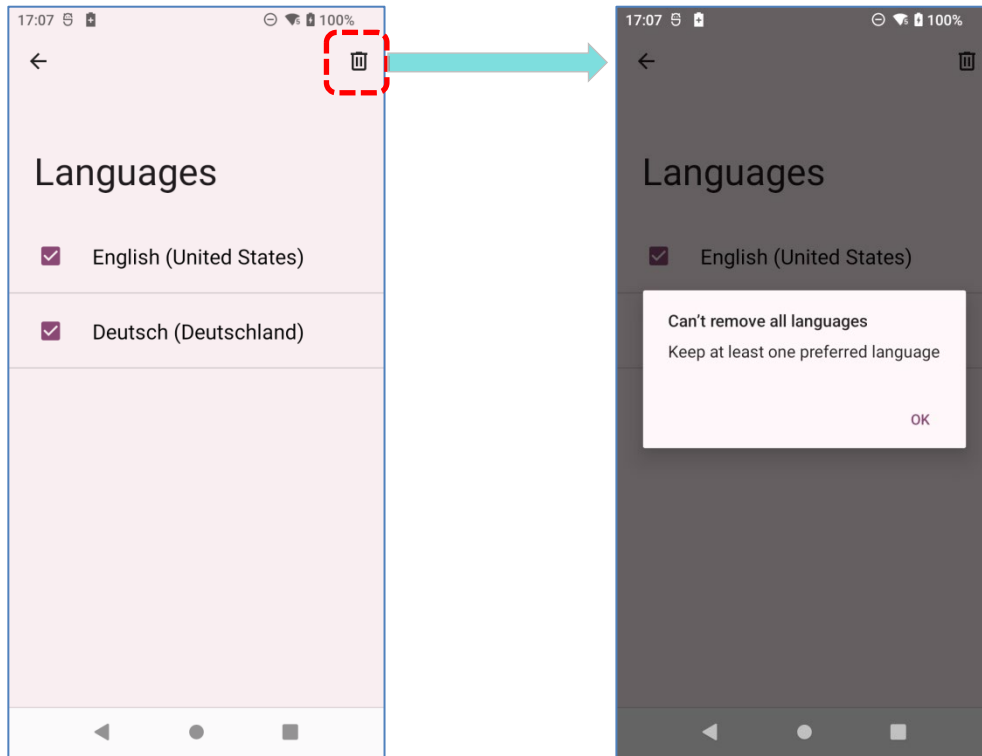 17:07 100%
Languages
English (United States)
Deutsch (Deutschland)
17:07 100%
Languages
English (United States)
Can't remove all languages
Keep at least one preferred language
OK